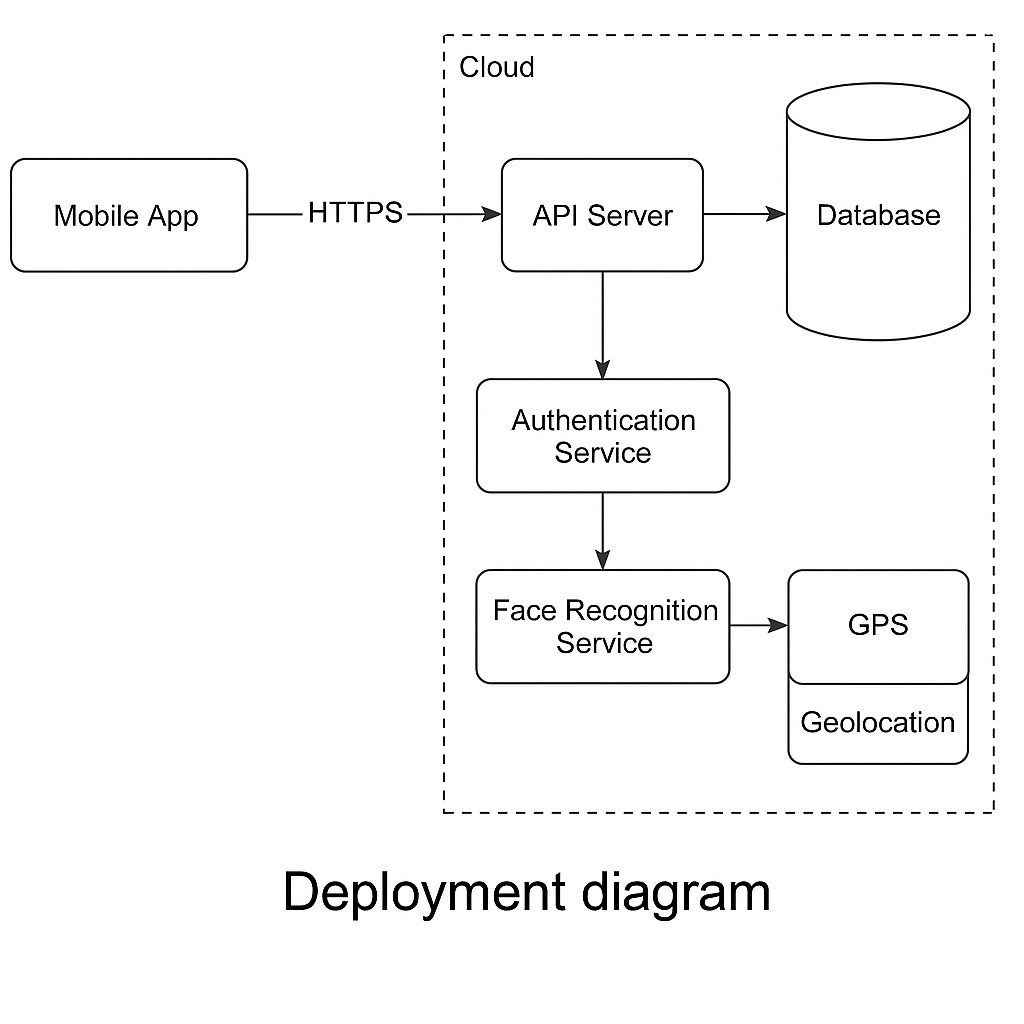 Cloud
Mobile App
HTTPS
API Server
Database
Authentication
Service
Face Recognition
Service
GPS
Geolocation
Deployment diagram